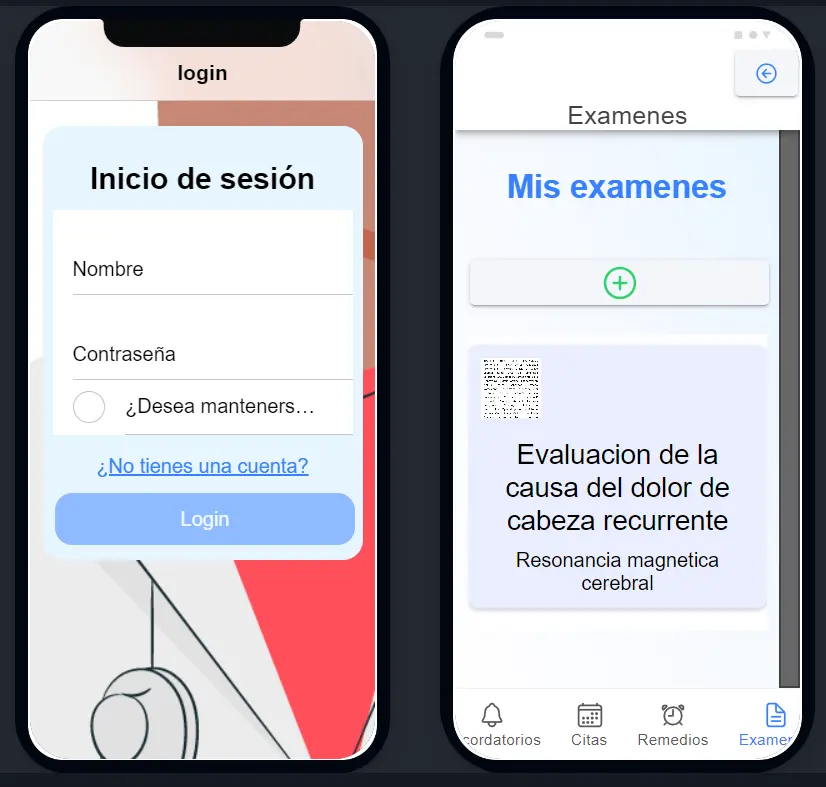 login
Inicio de sesión
Nombre
Contraseña
¿Desea manteners…
¿No tienes una cuenta?
Login
Examenes
Mis examenes
Evaluacion de la
causa del dolor de
cabeza recurrente
Resonancia magnetica
cerebral
cordatorios
Citas
Remedios
Examen